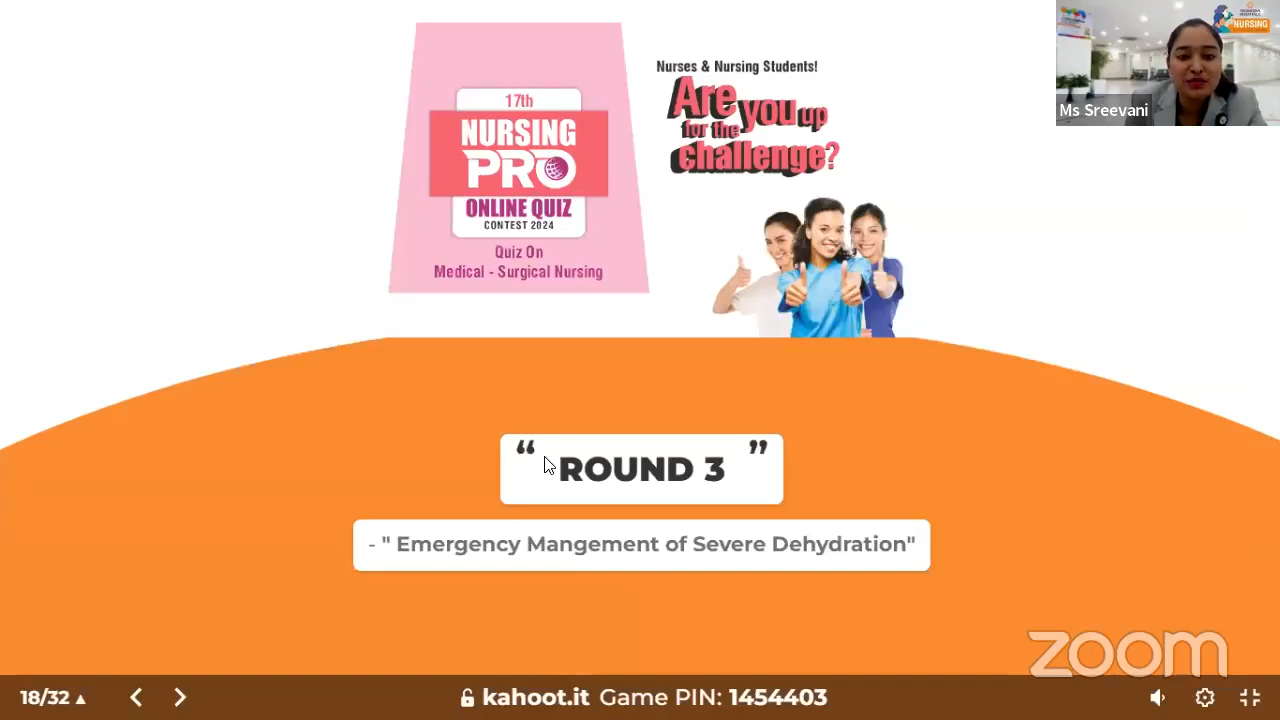 17th
NURSING
PRO
ONLINE QUIZ
CONTEST 2024
Quiz On
Medical - Surgical Nursing
Nurses & Nursing Students!
Are you up
for the
challenge?
NURSING
Ms Sreevani
“ ROUND 3 ”
- " Emergency Mangement of Severe Dehydration"
zoom
18/32
kahoot.it Game PIN: 1454403